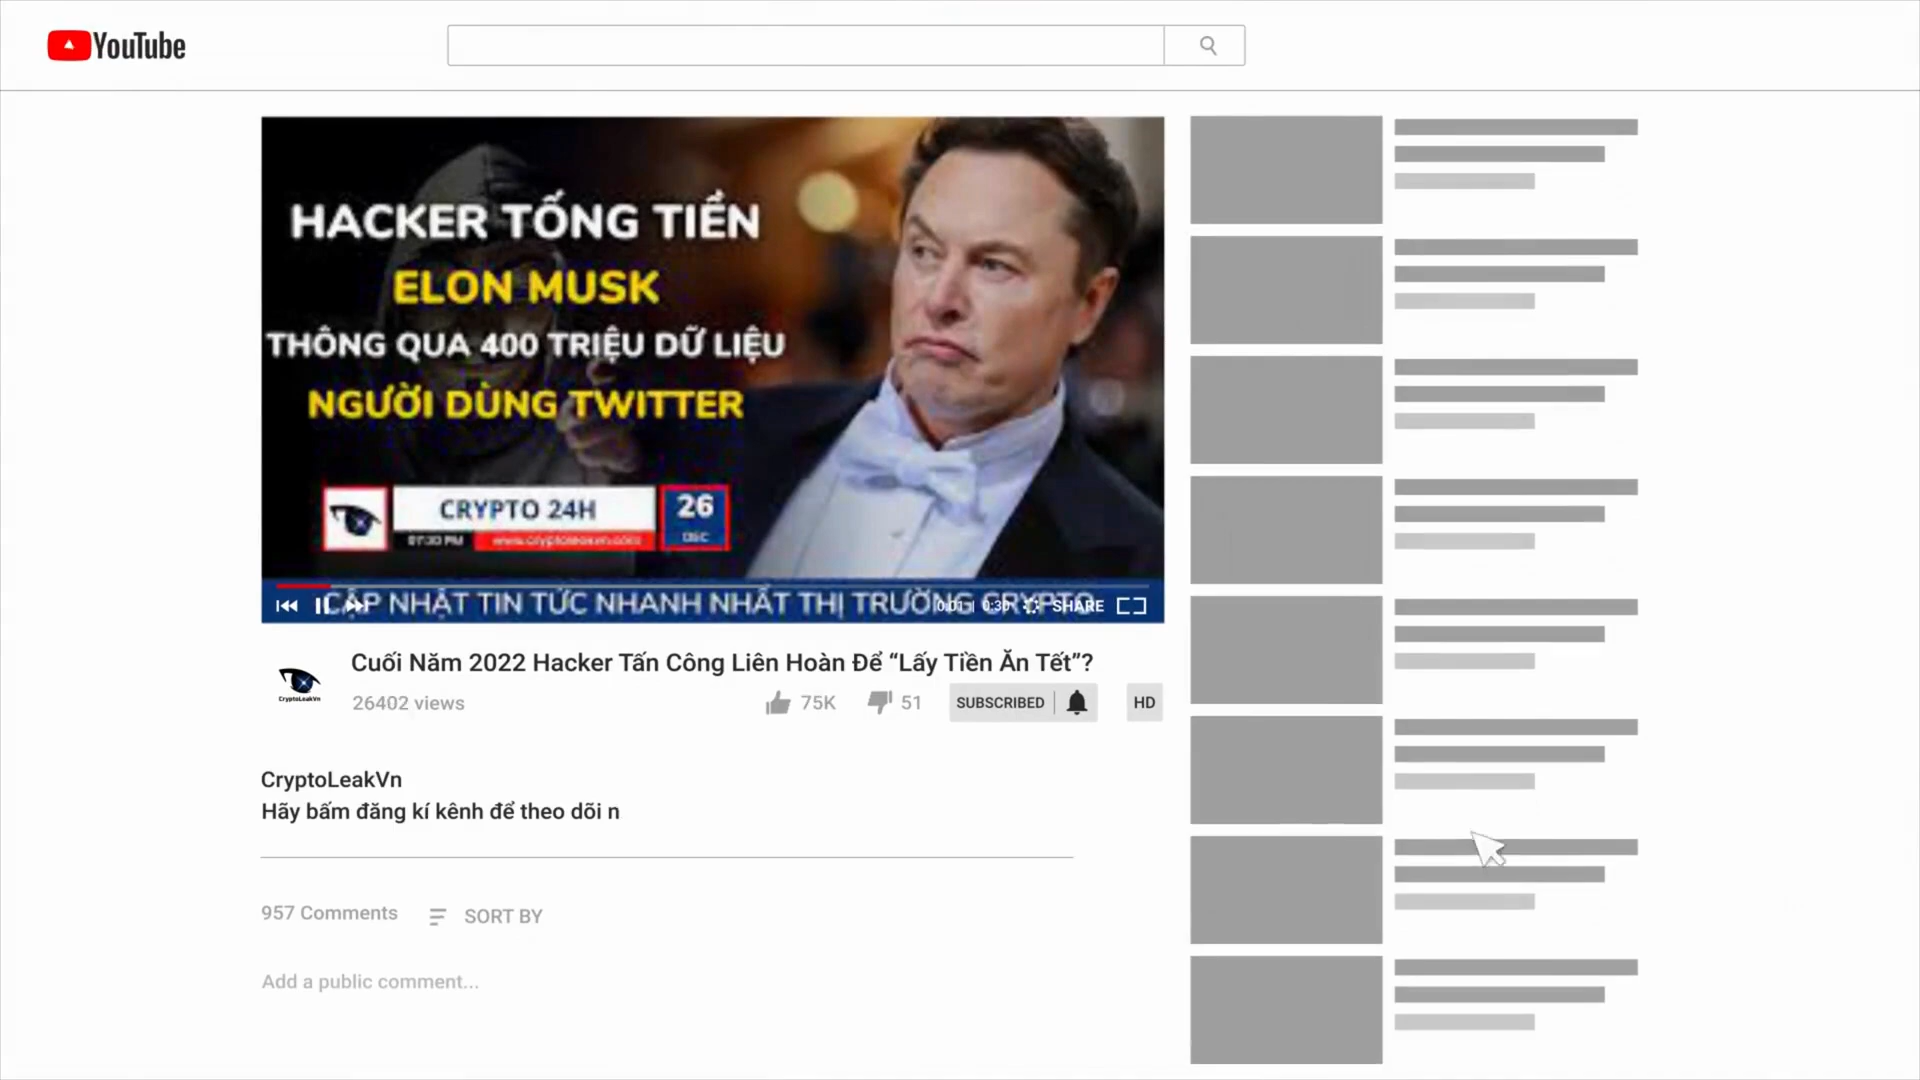 YouTube
HACKER TỐNG TIỀN
ELON MUSK
THÔNG QUA 400 TRIỆU DỮ LIỆU
NGƯỜI DÙNG TWITTER
CRYPTO 24H
26
DEC
07:30 PM
www.cryptoleakvn.com
CẬP NHẬT TIN TỨC NHANH NHẤT THỊ TRƯỜNG CRYPTO
0:01 | 0:30
SHARE
Cuối Năm 2022 Hacker Tấn Công Liên Hoàn Để “Lấy Tiền Ăn Tết”?
CryptoLeakVn
26402 views
75K
51
SUBSCRIBED
HD
CryptoLeakVn
Hãy bấm đăng kí kênh để theo dõi n
957 Comments
SORT BY
Add a public comment...